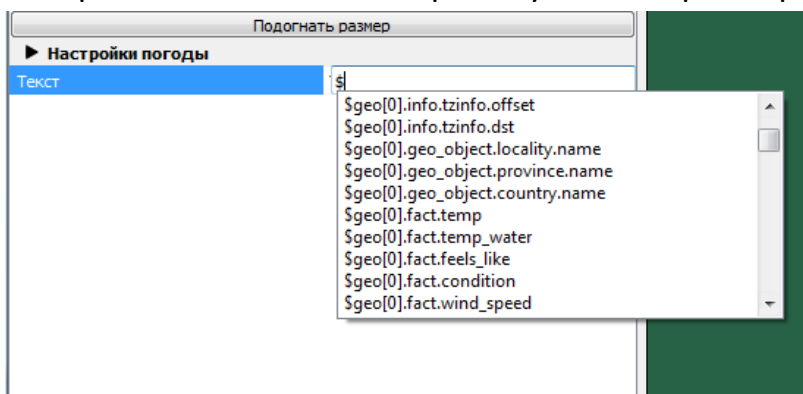 Подогнать размер
Настройки погоды
Текст
$
$geo[0].info.tzinfo.offset
$geo[0].info.tzinfo.dst
$geo[0].geo_object.locality.name
$geo[0].geo_object.province.name
$geo[0].geo_object.country.name
$geo[0].fact.temp
$geo[0].fact.temp_water
$geo[0].fact.feels_like
$geo[0].fact.condition
$geo[0].fact.wind_speed